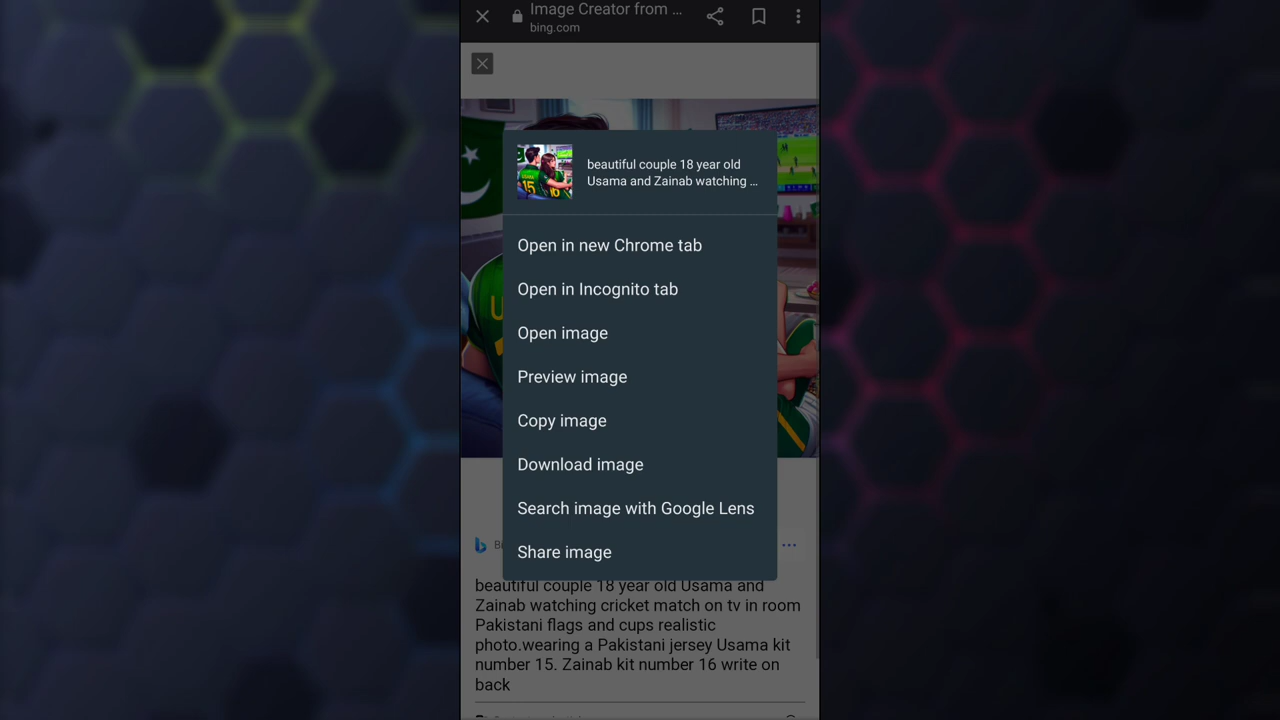 Image Creator from ...
bing.com
beautiful couple 18 year old
Usama and Zainab watching ...
USAMA
15
16
Open in new Chrome tab
Open in Incognito tab
Open image
Preview image
Copy image
Download image
Search image with Google Lens
Share image
beautiful couple 18 year old Usama and
Zainab watching cricket match on tv in room
Pakistani flags and cups realistic
photo.wearing a Pakistani jersey Usama kit
number 15. Zainab kit number 16 write on
back